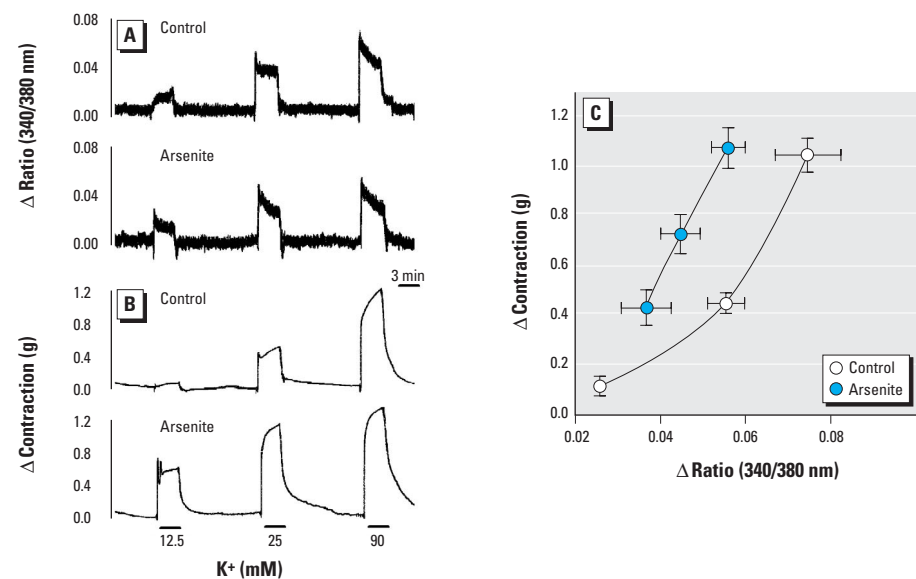 A
Control
0.08
0.04
0.00
Arsenite
0.08
0.04
0.00
Δ Ratio (340/380 nm)
3 min
B
Control
1.2
0.8
0.4
0.0
Arsenite
1.2
0.8
0.4
0.0
Δ Contraction (g)
12.5 25 90
K+ (mM)
C
1.2
1.0
0.8
0.6
0.4
0.2
0.0
Δ Contraction (g)
Control
Arsenite
0.02 0.04 0.06 0.08
Δ Ratio (340/380 nm)